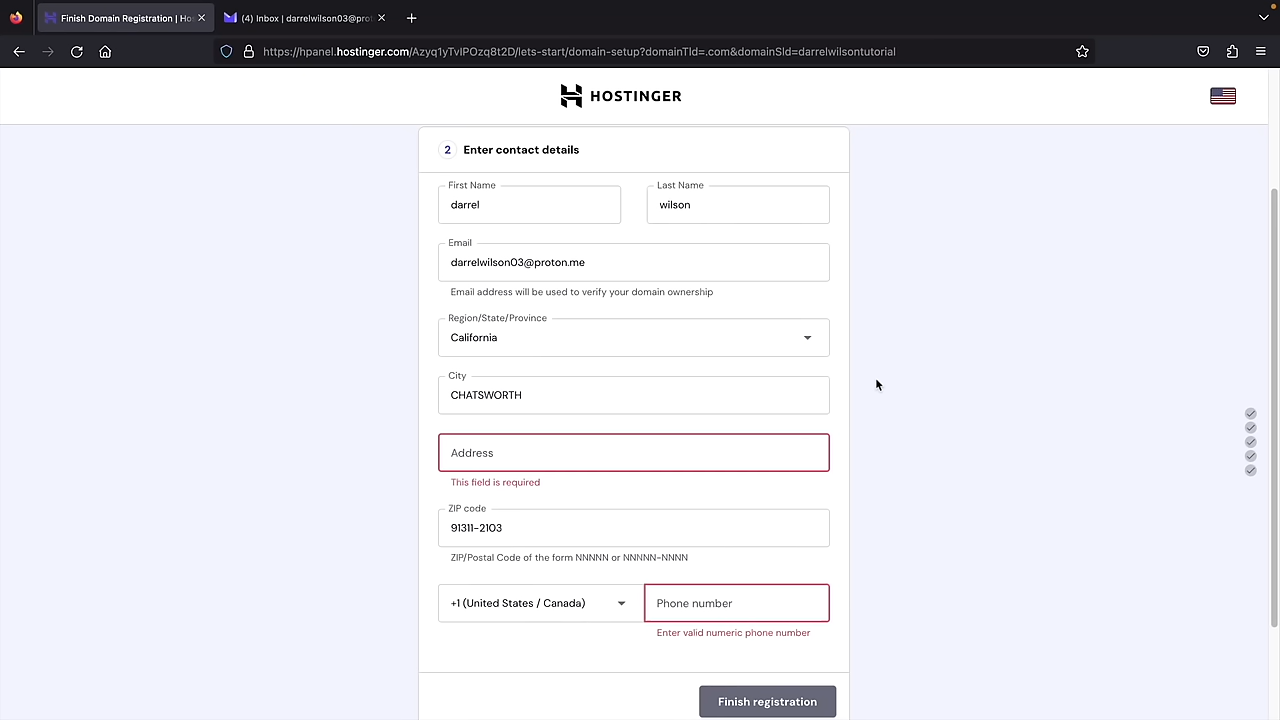 Finish Domain Registration | Ho
(4) Inbox | darrelwilson03@prot
https://hpanel.hostinger.com/Azyq1yTvIPOzq8t2D/lets-start/domain-setup?domainTld=.com&domainSld=darrelwilsontutorial
HOSTINGER
2 Enter contact details
First Name
Last Name
darrel
wilson
Email
darrelwilson03@proton.me
Email address will be used to verify your domain ownership
Region/State/Province
California
City
CHATSWORTH
Address
This field is required
ZIP code
91311-2103
ZIP/Postal Code of the form NNNNN or NNNNN-NNNN
+1 (United States / Canada)
Phone number
Enter valid numeric phone number
Finish registration